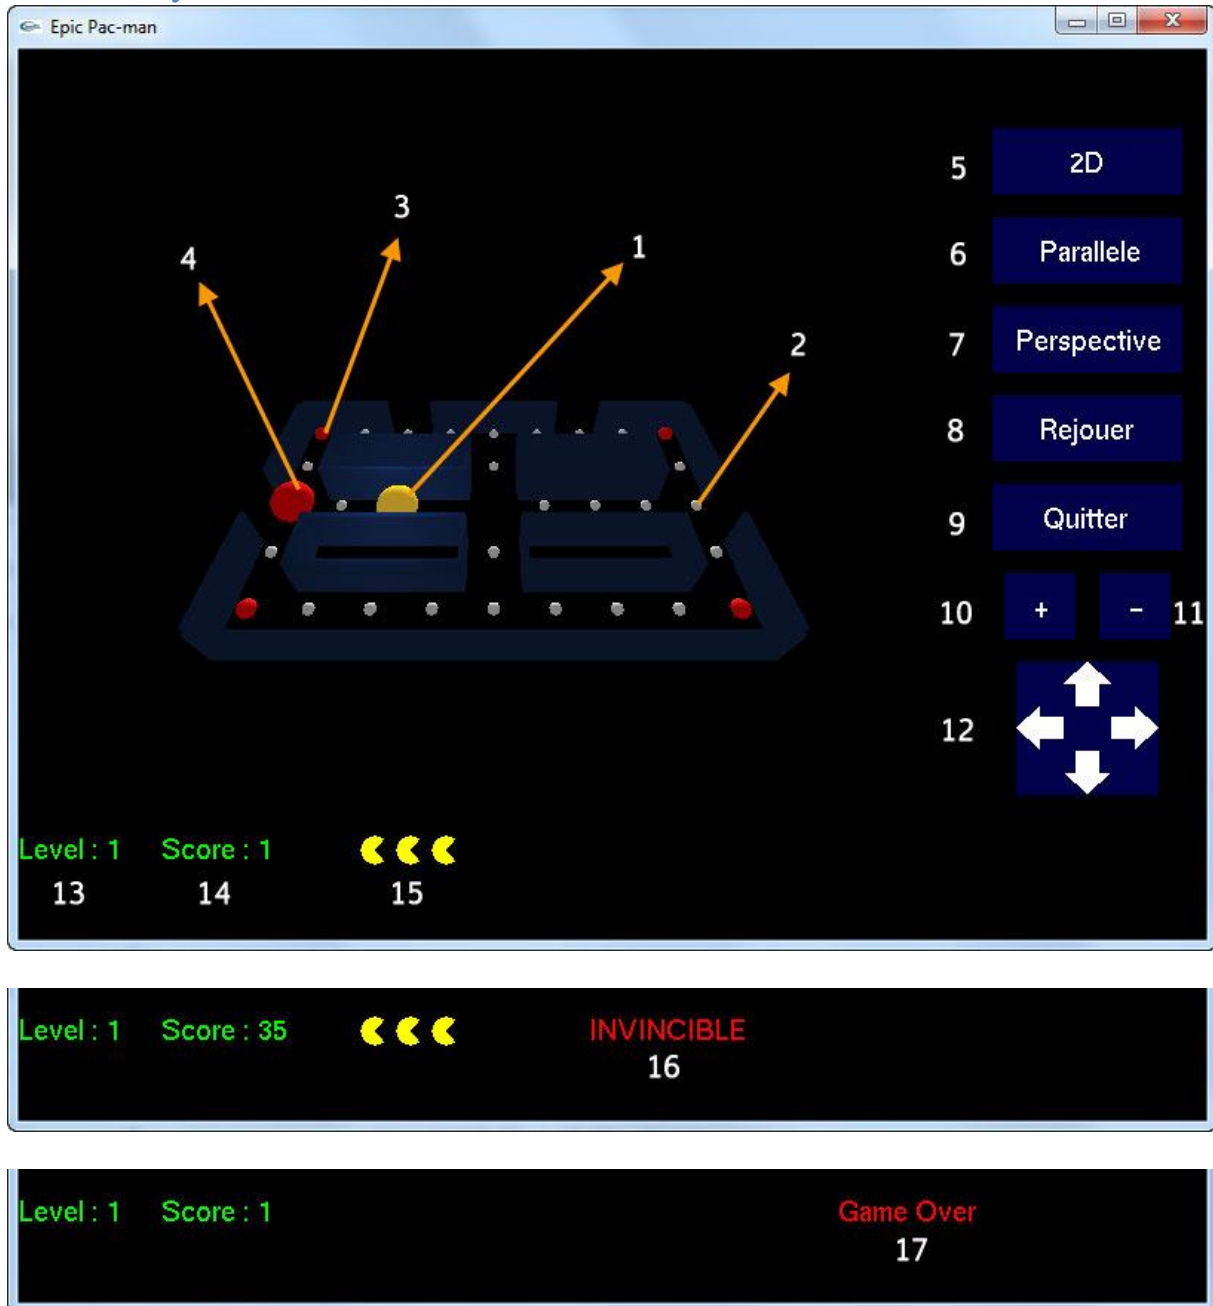 Epic Pac-man
5 2D
3
4 1 6 Parallele
2 7 Perspective
8 Rejouer
9 Quitter
10 + - 11
12
Level : 1 Score : 1
13 14 15
Level : 1 Score : 35 INVINCIBLE
16
Level : 1 Score : 1 Game Over
17